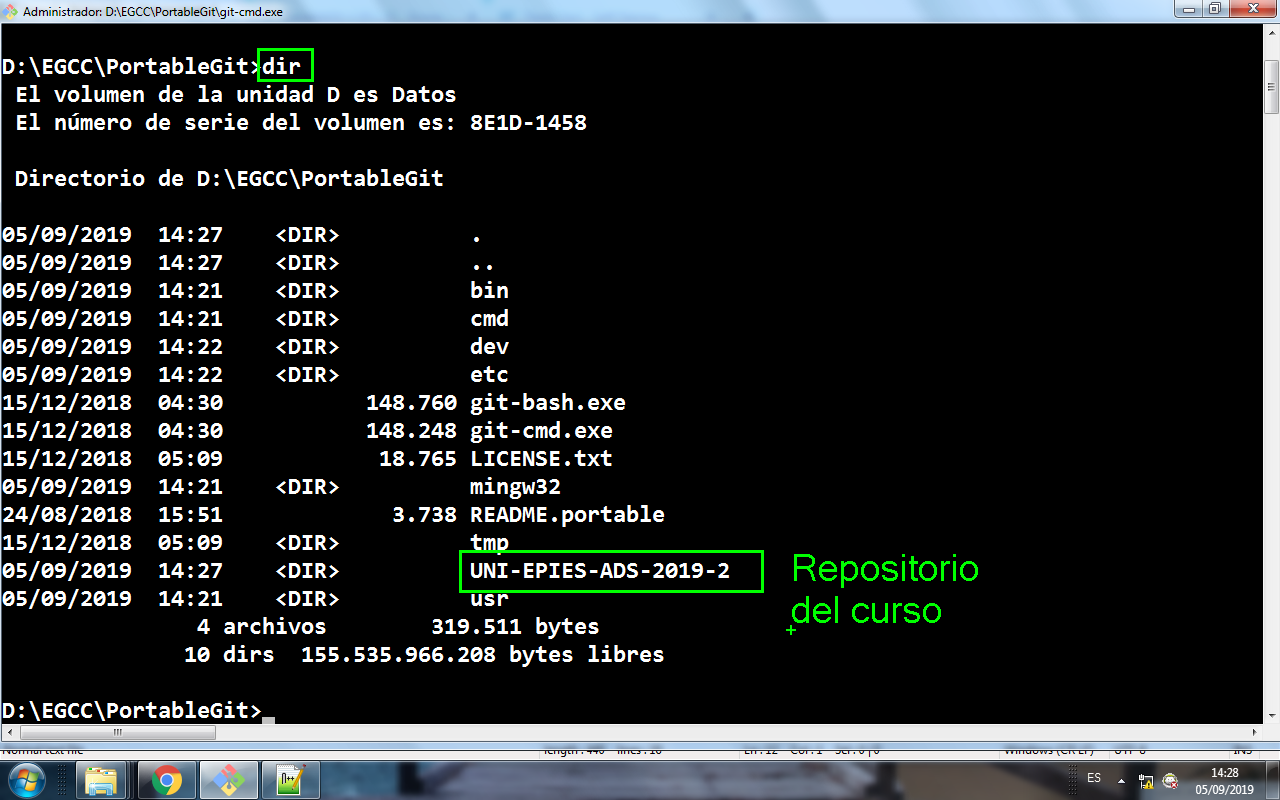 Administrador: D:\EGCC\PortableGit\git-cmd.exe
D:\EGCC\PortableGit>dir
El volumen de la unidad D es Datos
El número de serie del volumen es: 8E1D-1458
Directorio de D:\EGCC\PortableGit
05/09/2019  14:27    <DIR>          .
05/09/2019  14:27    <DIR>          ..
05/09/2019  14:21    <DIR>          bin
05/09/2019  14:21    <DIR>          cmd
05/09/2019  14:22    <DIR>          dev
05/09/2019  14:22    <DIR>          etc
15/12/2018  04:30           148.760 git-bash.exe
15/12/2018  04:30           148.248 git-cmd.exe
15/12/2018  05:09            18.765 LICENSE.txt
05/09/2019  14:21    <DIR>          mingw32
24/08/2018  15:51             3.738 README.portable
15/12/2018  05:09    <DIR>          tmp
05/09/2019  14:27    <DIR>          UNI-EPIES-ADS-2019-2
05/09/2019  14:21    <DIR>          usr
4 archivos        319.511 bytes
10 dirs  155.535.966.208 bytes libres
Repositorio
del curso
D:\EGCC\PortableGit>
Normal text file
Windows (CR LF)
ES
14:28
05/09/2019